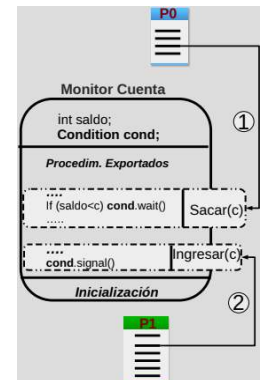 P0
Monitor Cuenta
int saldo;
Condition cond;
①
Procedim. Exportados
....
If (saldo<c) cond.wait()
.....
Sacar(c)
....
cond.signal()
Ingresar(c)
Inicialización
②
P1